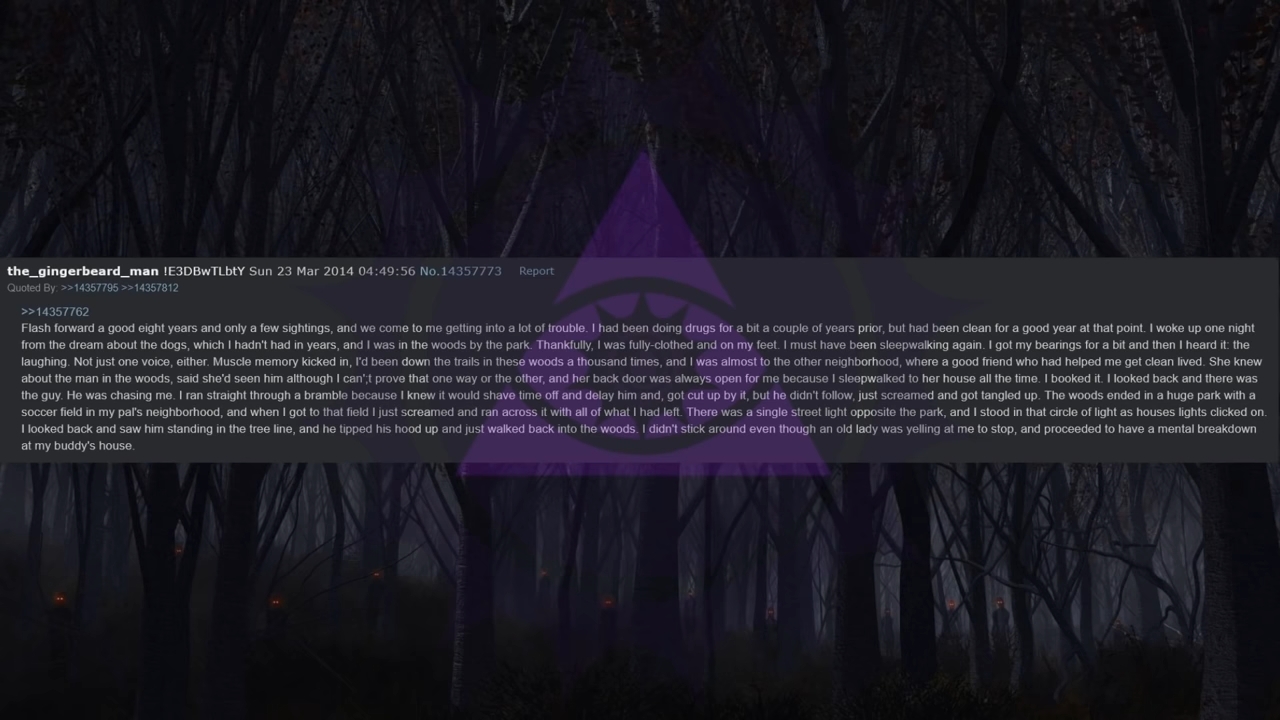 the_gingerbeard_man !E3DBwTLbtY Sun 23 Mar 2014 04:49:56 No.14357773 Report
Quoted By: >>14357795 >>14357812
>>14357762
Flash forward a good eight years and only a few sightings, and we come to me getting into a lot of trouble. I had been doing drugs for a bit a couple of years prior, but had been clean for a good year at that point. I woke up one night
from the dream about the dogs, which I hadn't had in years, and I was in the woods by the park. Thankfully, I was fully-clothed and on my feet. I must have been sleepwalking again. I got my bearings for a bit and then I heard it: the
laughing. Not just one voice, either. Muscle memory kicked in, I'd been down the trails in these woods a thousand times, and I was almost to the other neighborhood, where a good friend who had helped me get clean lived. She knew
about the man in the woods, said she'd seen him although I can';t prove that one way or the other, and her back door was always open for me because I sleepwalked to her house all the time. I booked it. I looked back and there was
the guy. He was chasing me. I ran straight through a bramble because I knew it would shave time off and delay him and, got cut up by it, but he didn't follow, just screamed and got tangled up. The woods ended in a huge park with a
soccer field in my pal's neighborhood, and when I got to that field I just screamed and ran across it with all of what I had left. There was a single street light opposite the park, and I stood in that circle of light as houses lights clicked on.
I looked back and saw him standing in the tree line, and he tipped his hood up and just walked back into the woods. I didn't stick around even though an old lady was yelling at me to stop, and proceeded to have a mental breakdown
at my buddy's house.